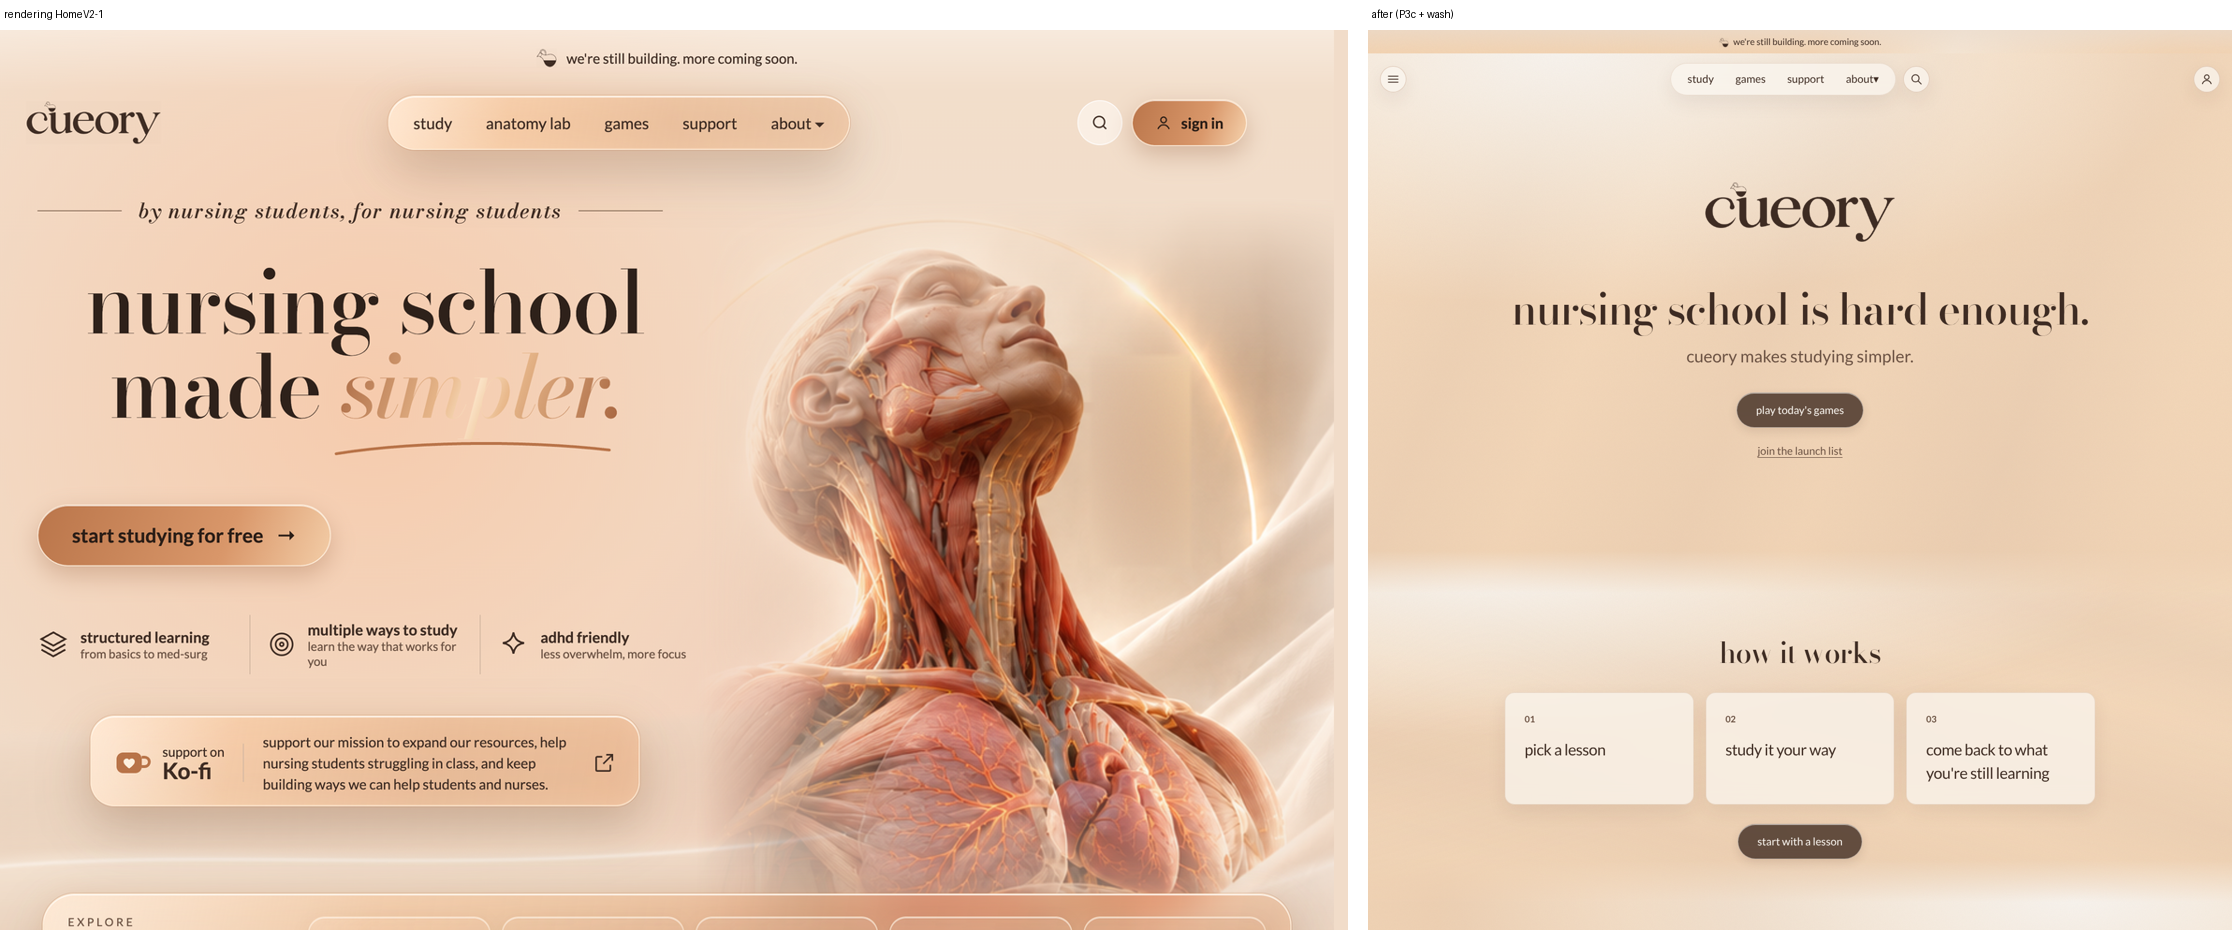 rendering HomeV2-1
we're still building. more coming soon.
cueory
study
anatomy lab
games
support
about
sign in
by nursing students, for nursing students
nursing school
made simpler.
start studying for free →
structured learning
from basics to med-surg
multiple ways to study
learn the way that works for
you
adhd friendly
less overwhelm, more focus
support on
Ko-fi
support our mission to expand our resources, help
nursing students struggling in class, and keep
building ways we can help students and nurses.
EXPLORE
after (P3c + wash)
we're still building. more coming soon.
study
games
support
about▾
cueory
nursing school is hard enough.
cueory makes studying simpler.
play today's games
join the launch list
how it works
01
pick a lesson
02
study it your way
03
come back to what
you're still learning
start with a lesson